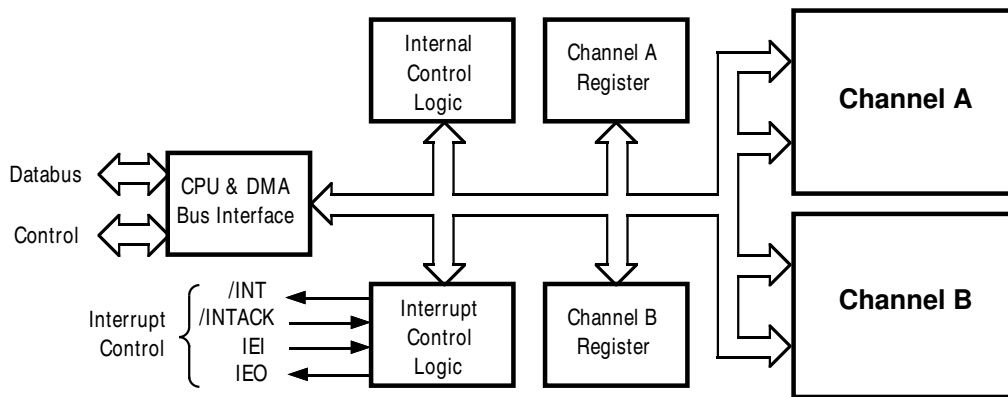 Internal
Control
Logic
Channel A
Register
Channel A
Databus
Control
CPU & DMA
Bus Interface
Interrupt
Control
/INT
/INTACK
IEI
IEO
Interrupt
Control
Logic
Channel B
Register
Channel B